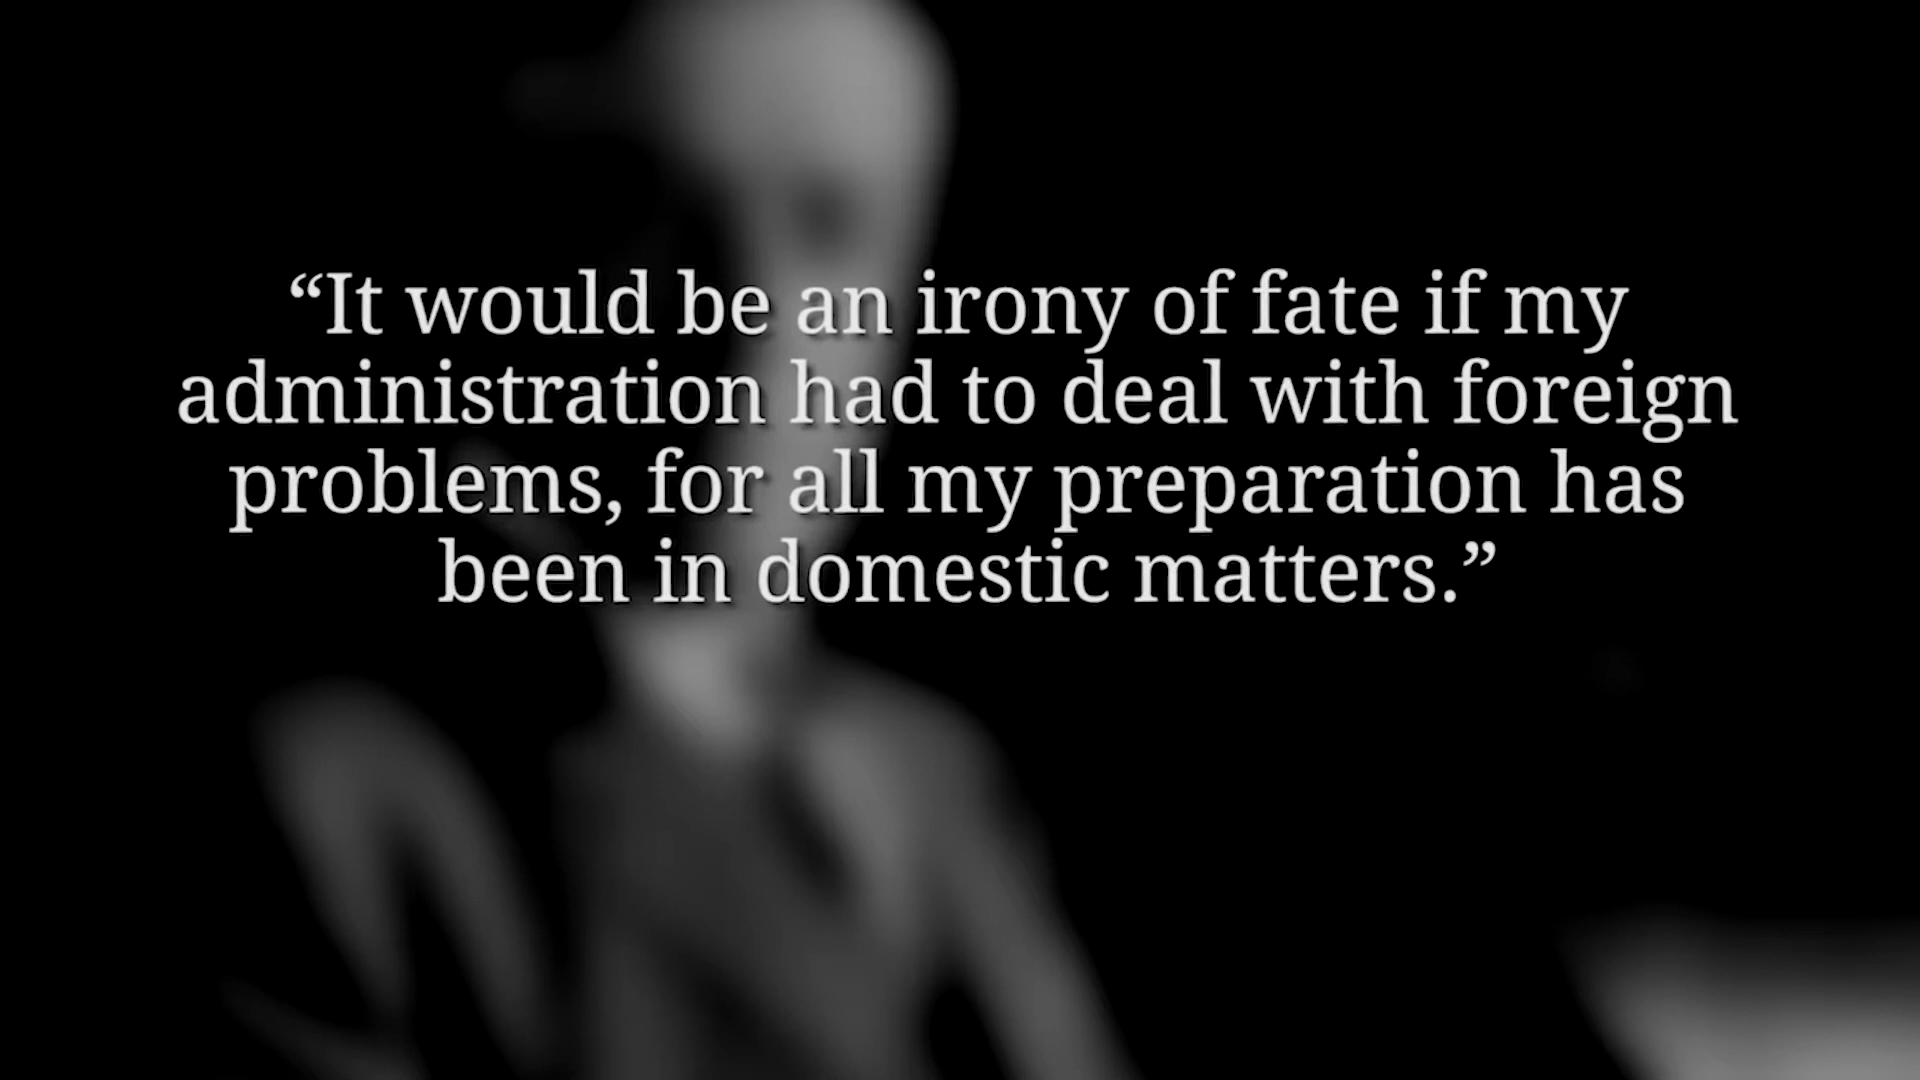 “It would be an irony of fate if my
administration had to deal with foreign
problems, for all my preparation has
been in domestic matters.”